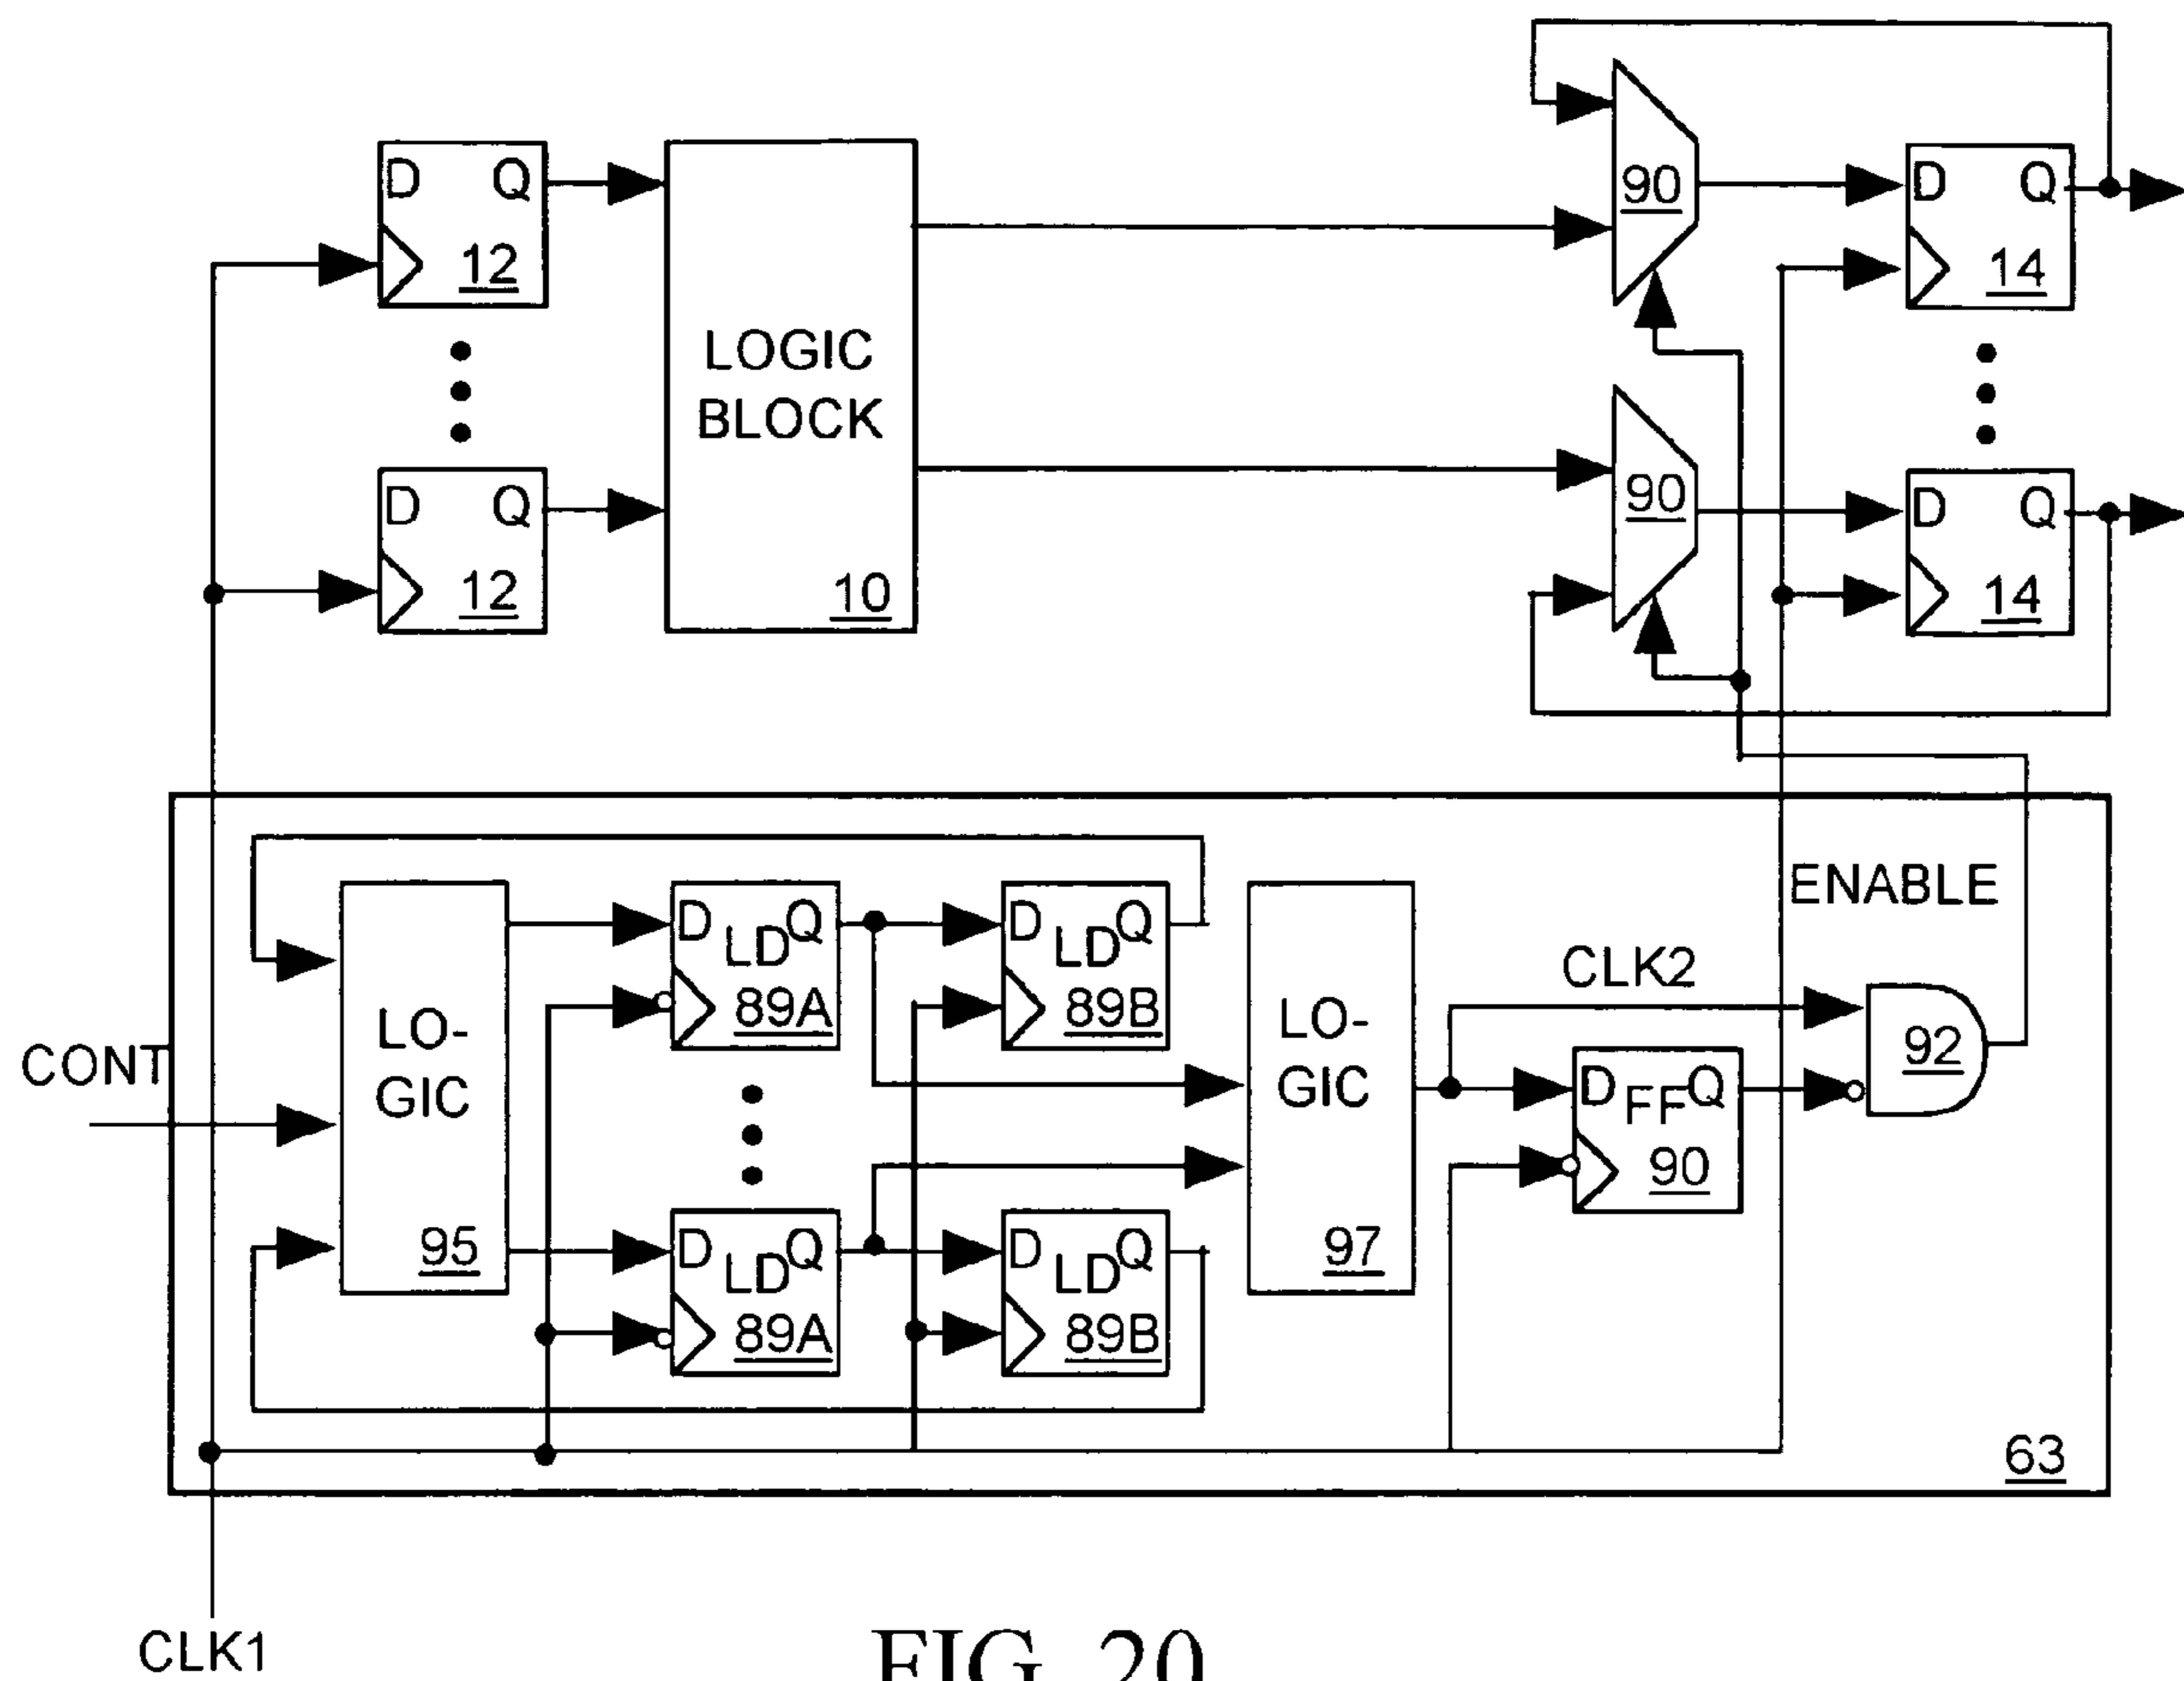 D Q
12
D Q
12
LOGIC
BLOCK
10
90
90
D Q
14
D Q
14
CONT
LO-
GIC
95
D LD Q
89A
D LD Q
89B
D LD Q
89A
D LD Q
89B
LO-
GIC
97
ENABLE
CLK2
D FF Q
90
92
63
CLK1
FIG. 20